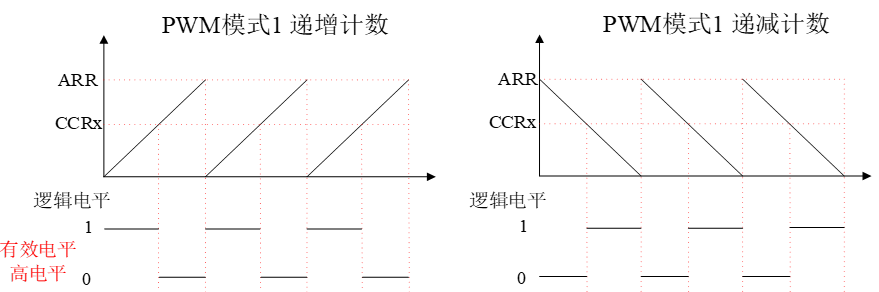 PWM模式1 递增计数
ARR
CCRx
逻辑电平
1
有效电平
高电平
0
PWM模式1 递减计数
ARR
CCRx
逻辑电平
1
0